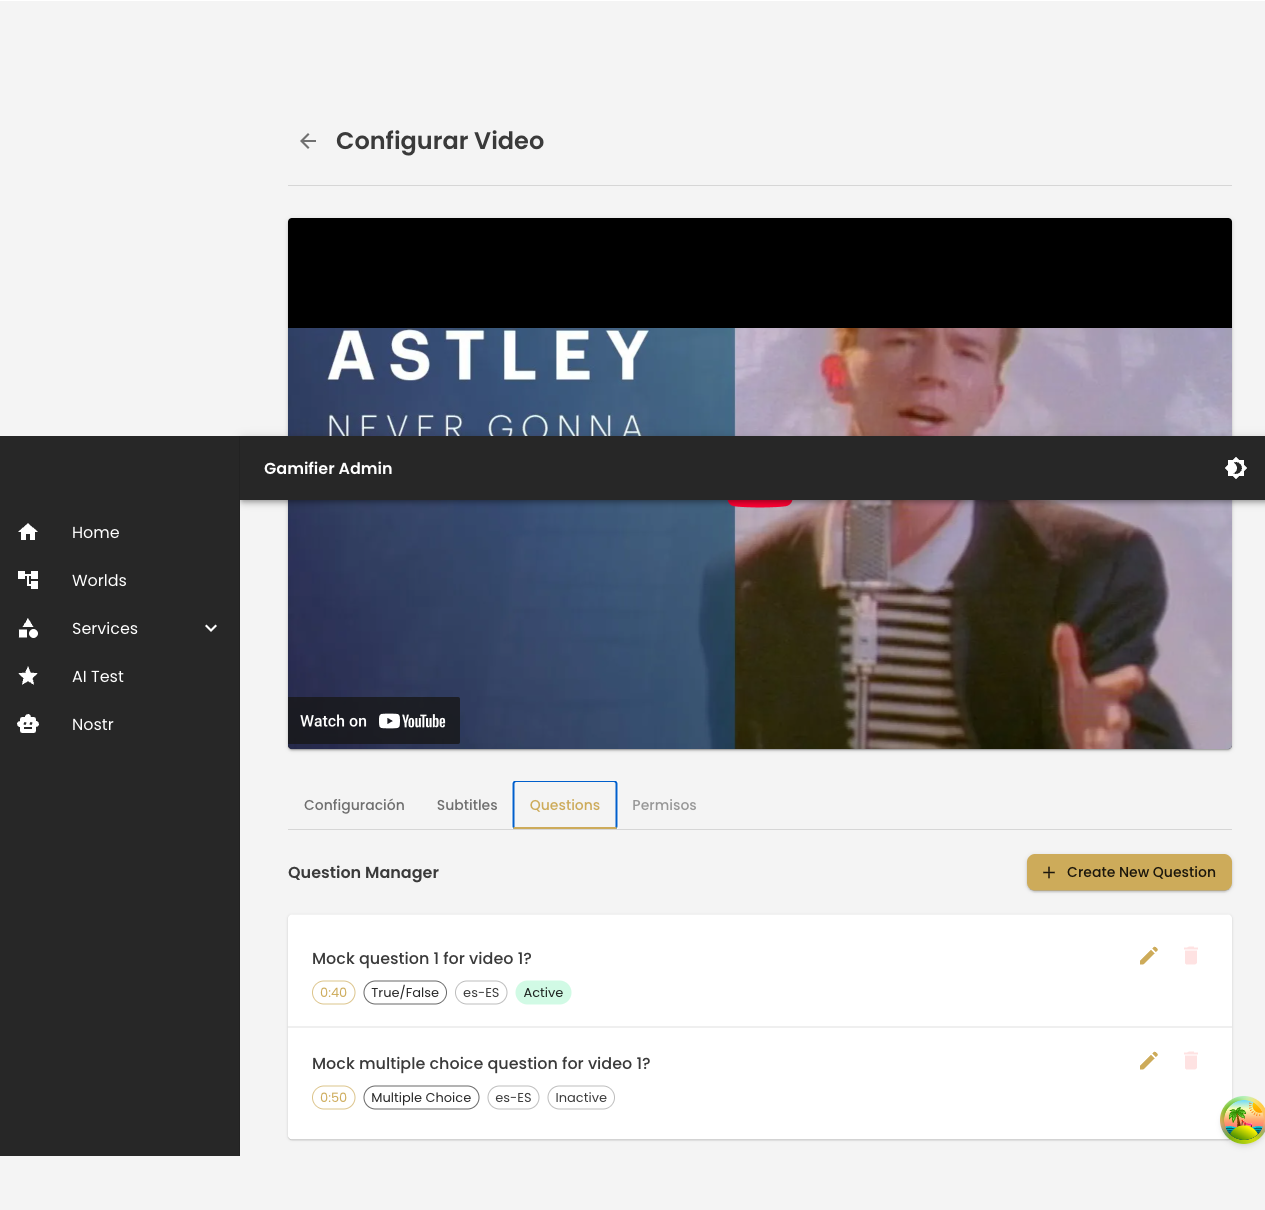 Configurar Video
ASTLEY
NEVER GONNA
Gamifier Admin
Home
Worlds
Services
AI Test
Nostr
Watch on YouTube
Configuración Subtitles Questions Permisos
Question Manager
Create New Question
Mock question 1 for video 1?
0:40 True/False es-ES Active
Mock multiple choice question for video 1?
0:50 Multiple Choice es-ES Inactive